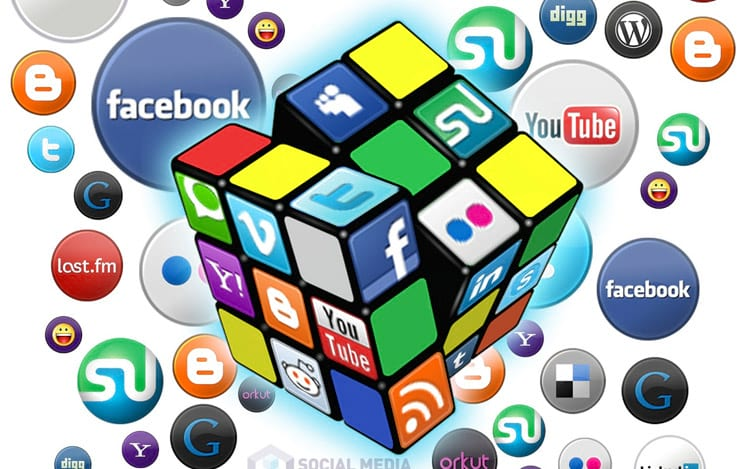 digg
facebook
You Tube
last.fm
facebook
Y!
f
in
You
Tube
t
orkut
digg
SOCIAL MEDIA
orkut